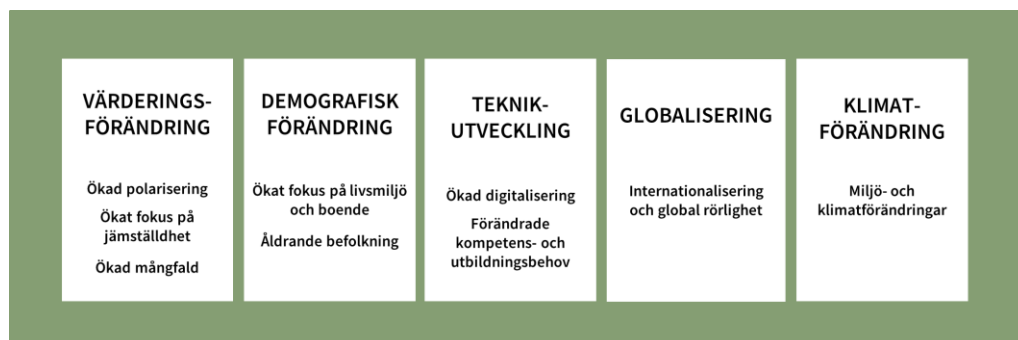 VÄRDERINGS-
FÖRÄNDRING
Ökad polarisering
Ökat fokus på
jämställdhet
Ökad mångfald
DEMOGRAFISK
FÖRÄNDRING
Ökat fokus på livsmiljö
och boende
Åldrande befolkning
TEKNIK-
UTVECKLING
Ökad digitalisering
Förändrade
kompetens- och
utbildningsbehov
GLOBALISERING
Internationalisering
och global rörlighet
KLIMAT-
FÖRÄNDRING
Miljö- och
klimatförändringar